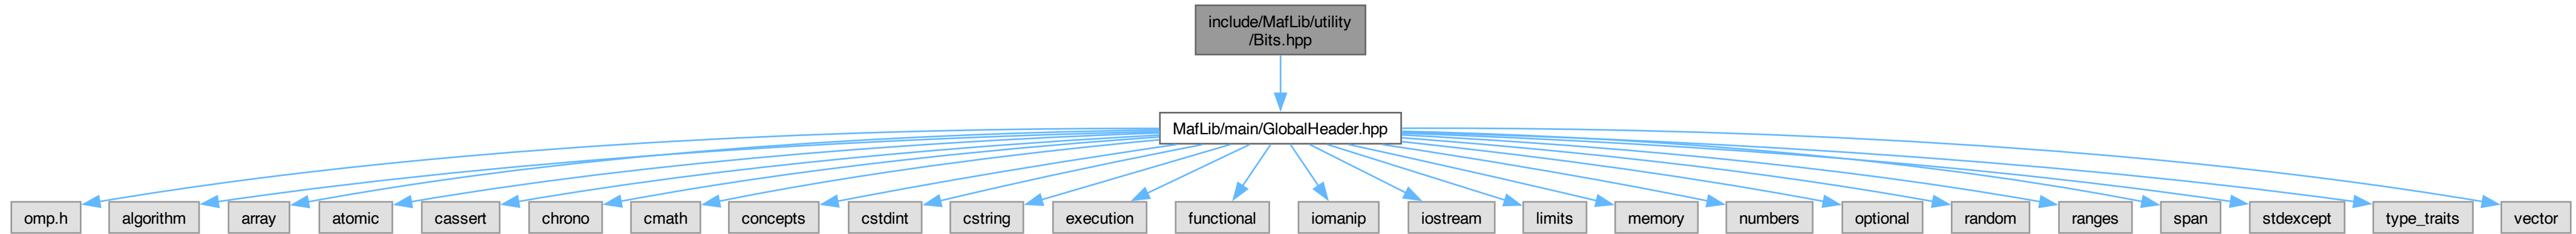 include/MafLib/utility
/Bits.hpp
MafLib/main/GlobalHeader.hpp
omp.h
algorithm
array
atomic
cassert
chrono
cmath
concepts
cstdint
cstring
execution
functional
iomanip
iostream
limits
memory
numbers
optional
random
ranges
span
stdexcept
type_traits
vector